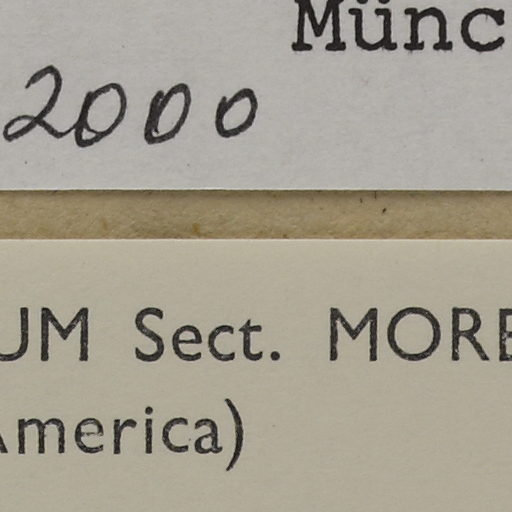 Münc
2000
UM Sect. MORE
America)